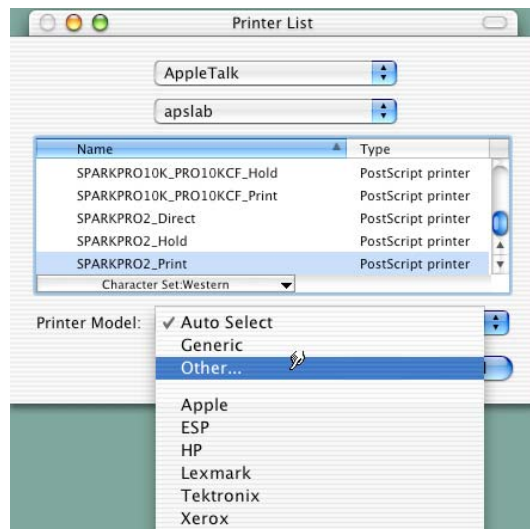 Printer List
AppleTalk
apslab
Name Type
SPARKPRO10K_PRO10KCF_Hold PostScript printer
SPARKPRO10K_PRO10KCF_Print PostScript printer
SPARKPRO2_Direct PostScript printer
SPARKPRO2_Hold PostScript printer
SPARKPRO2_Print PostScript printer
Character Set:Western
Printer Model: ✓ Auto Select
Generic
Other...
Apple
ESP
HP
Lexmark
Tektronix
Xerox